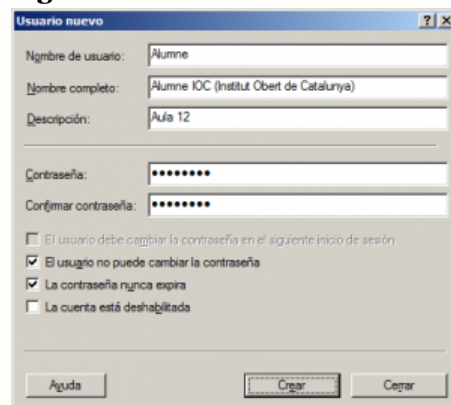 Usuario nuevo
Nombre de usuario: Alumne
Nombre completo: Alumne IOC (Institut Obert de Catalunya)
Descripción: Aula 12
Contraseña: ••••••••
Confirmar contraseña: ••••••••
El usuario debe cambiar la contraseña en el siguiente inicio de sesión
El usuario no puede cambiar la contraseña
La contraseña nunca expira
La cuenta está deshabilitada
Ayuda Crear Cerrar